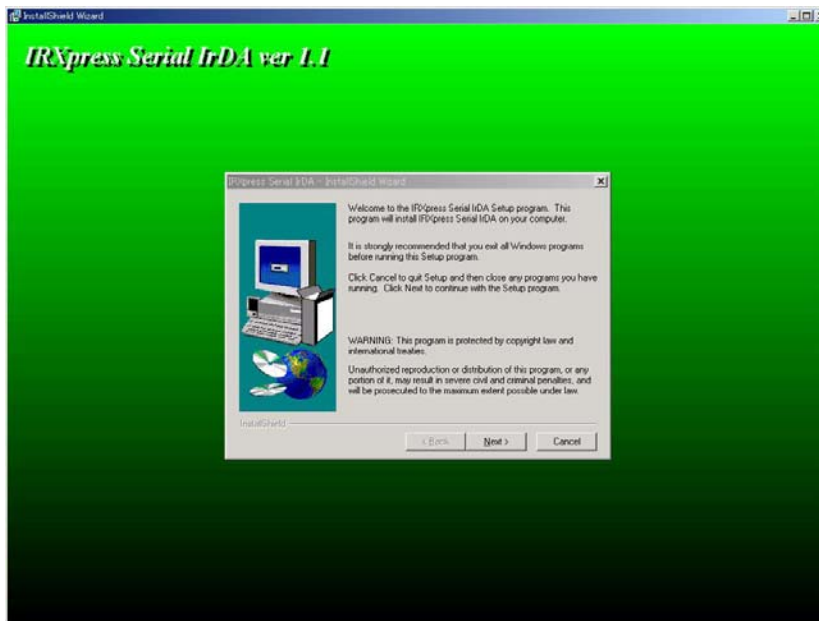 InstallShield Wizard
IRXpress Serial IrDA ver 1.1
IRXpress Serial IrDA - InstallShield Wizard
Welcome to the IRXpress Serial IrDA Setup program. This
program will install IRXpress Serial IrDA on your computer.
It is strongly recommended that you exit all Windows programs
before running this Setup program.
Click Cancel to quit Setup and then close any programs you have
running. Click Next to continue with the Setup program.
WARNING: This program is protected by copyright law and
international treaties.
Unauthorized reproduction or distribution of this program, or any
portion of it, may result in severe civil and criminal penalties, and
will be prosecuted to the maximum extent possible under law.
InstallShield
< Back Next > Cancel